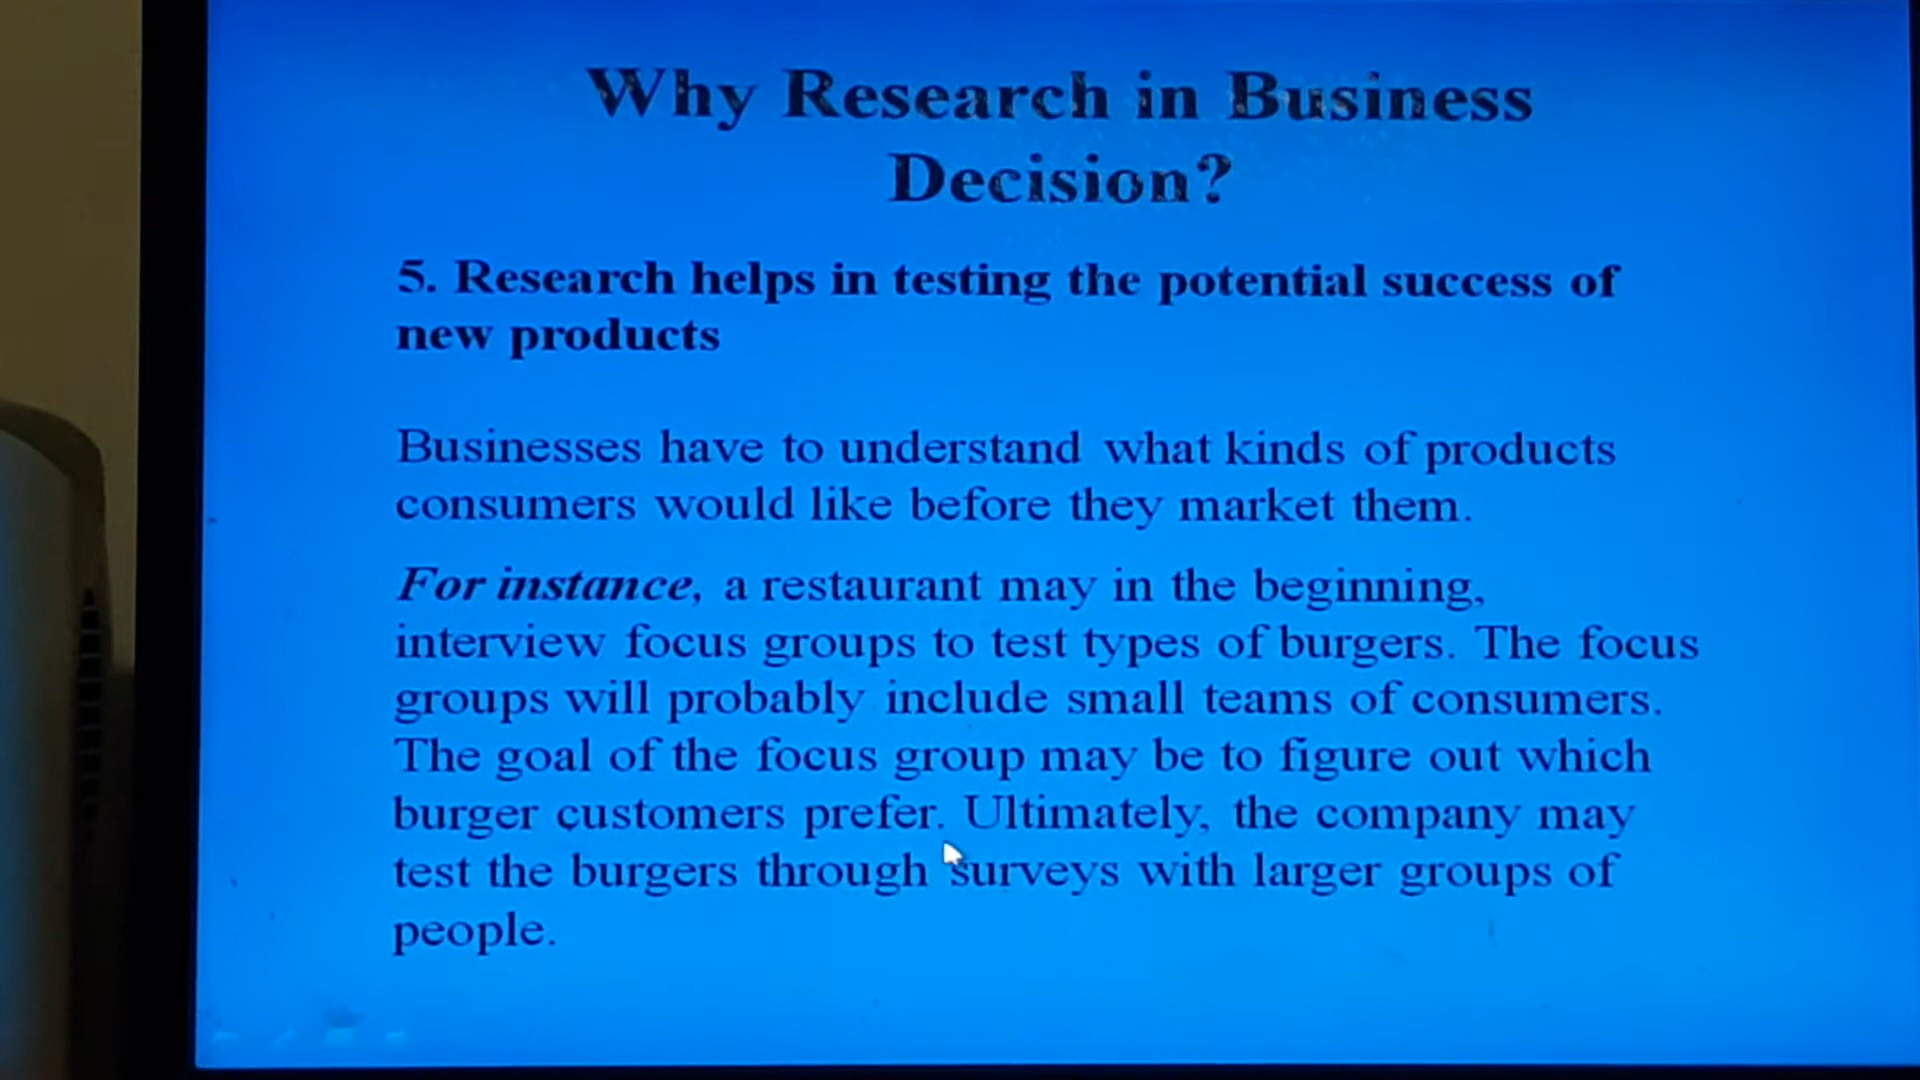 Why Research in Business
Decision?
5. Research helps in testing the potential success of
new products
Businesses have to understand what kinds of products
consumers would like before they market them.
For instance, a restaurant may in the beginning,
interview focus groups to test types of burgers. The focus
groups will probably include small teams of consumers.
The goal of the focus group may be to figure out which
burger customers prefer. Ultimately, the company may
test the burgers through surveys with larger groups of
people.